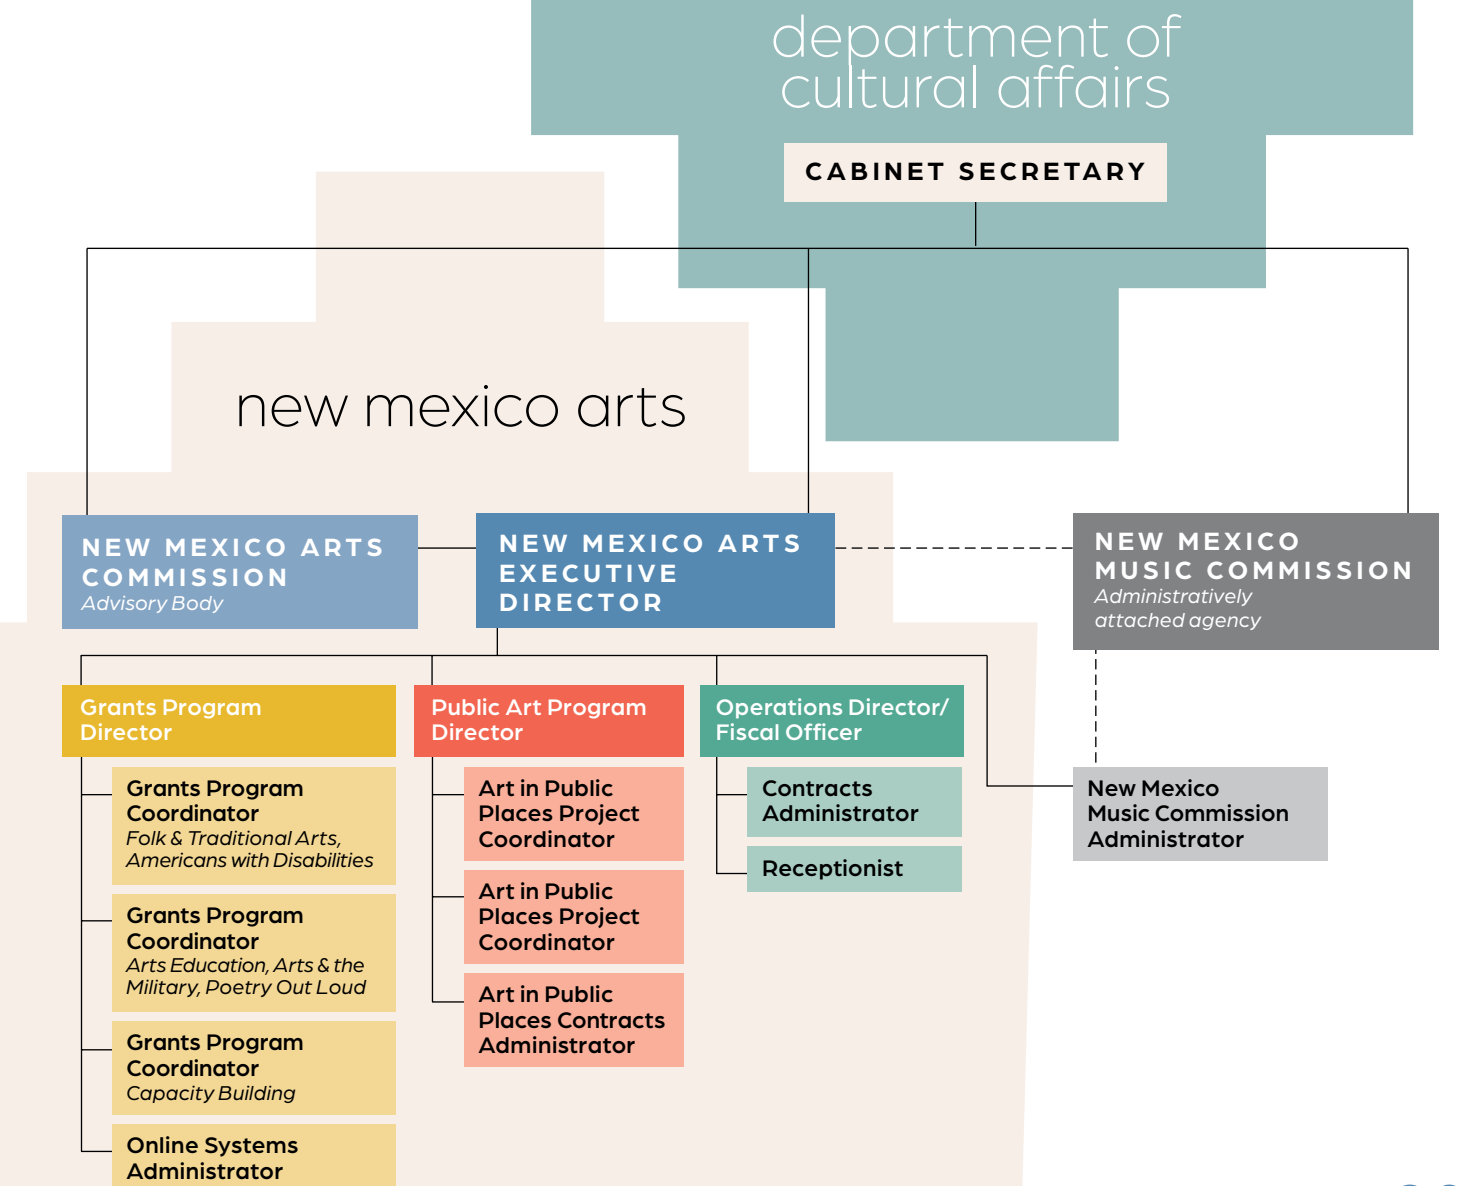 department of
cultural affairs
CABINET SECRETARY
new mexico arts
NEW MEXICO ARTS
COMMISSION
Advisory Body
NEW MEXICO ARTS
EXECUTIVE
DIRECTOR
NEW MEXICO
MUSIC COMMISSION
Administratively
attached agency
Grants Program
Director
Grants Program
Coordinator
Folk & Traditional Arts,
Americans with Disabilities
Grants Program
Coordinator
Arts Education, Arts & the
Military, Poetry Out Loud
Grants Program
Coordinator
Capacity Building
Online Systems
Administrator
Public Art Program
Director
Art in Public
Places Project
Coordinator
Art in Public
Places Project
Coordinator
Art in Public
Places Contracts
Administrator
Operations Director/
Fiscal Officer
Contracts
Administrator
Receptionist
New Mexico
Music Commission
Administrator